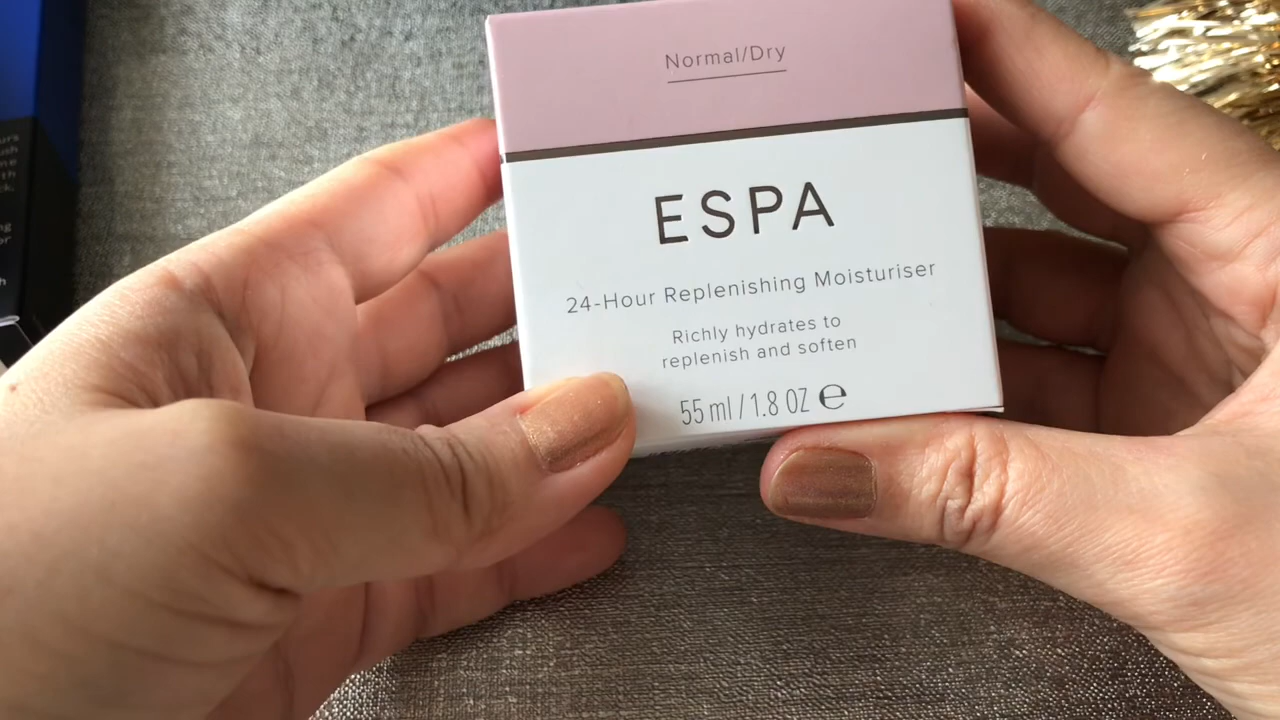 Normal/Dry
ESPA
24-Hour Replenishing Moisturiser
Richly hydrates to
replenish and soften
55 ml / 1.8 OZ ℮